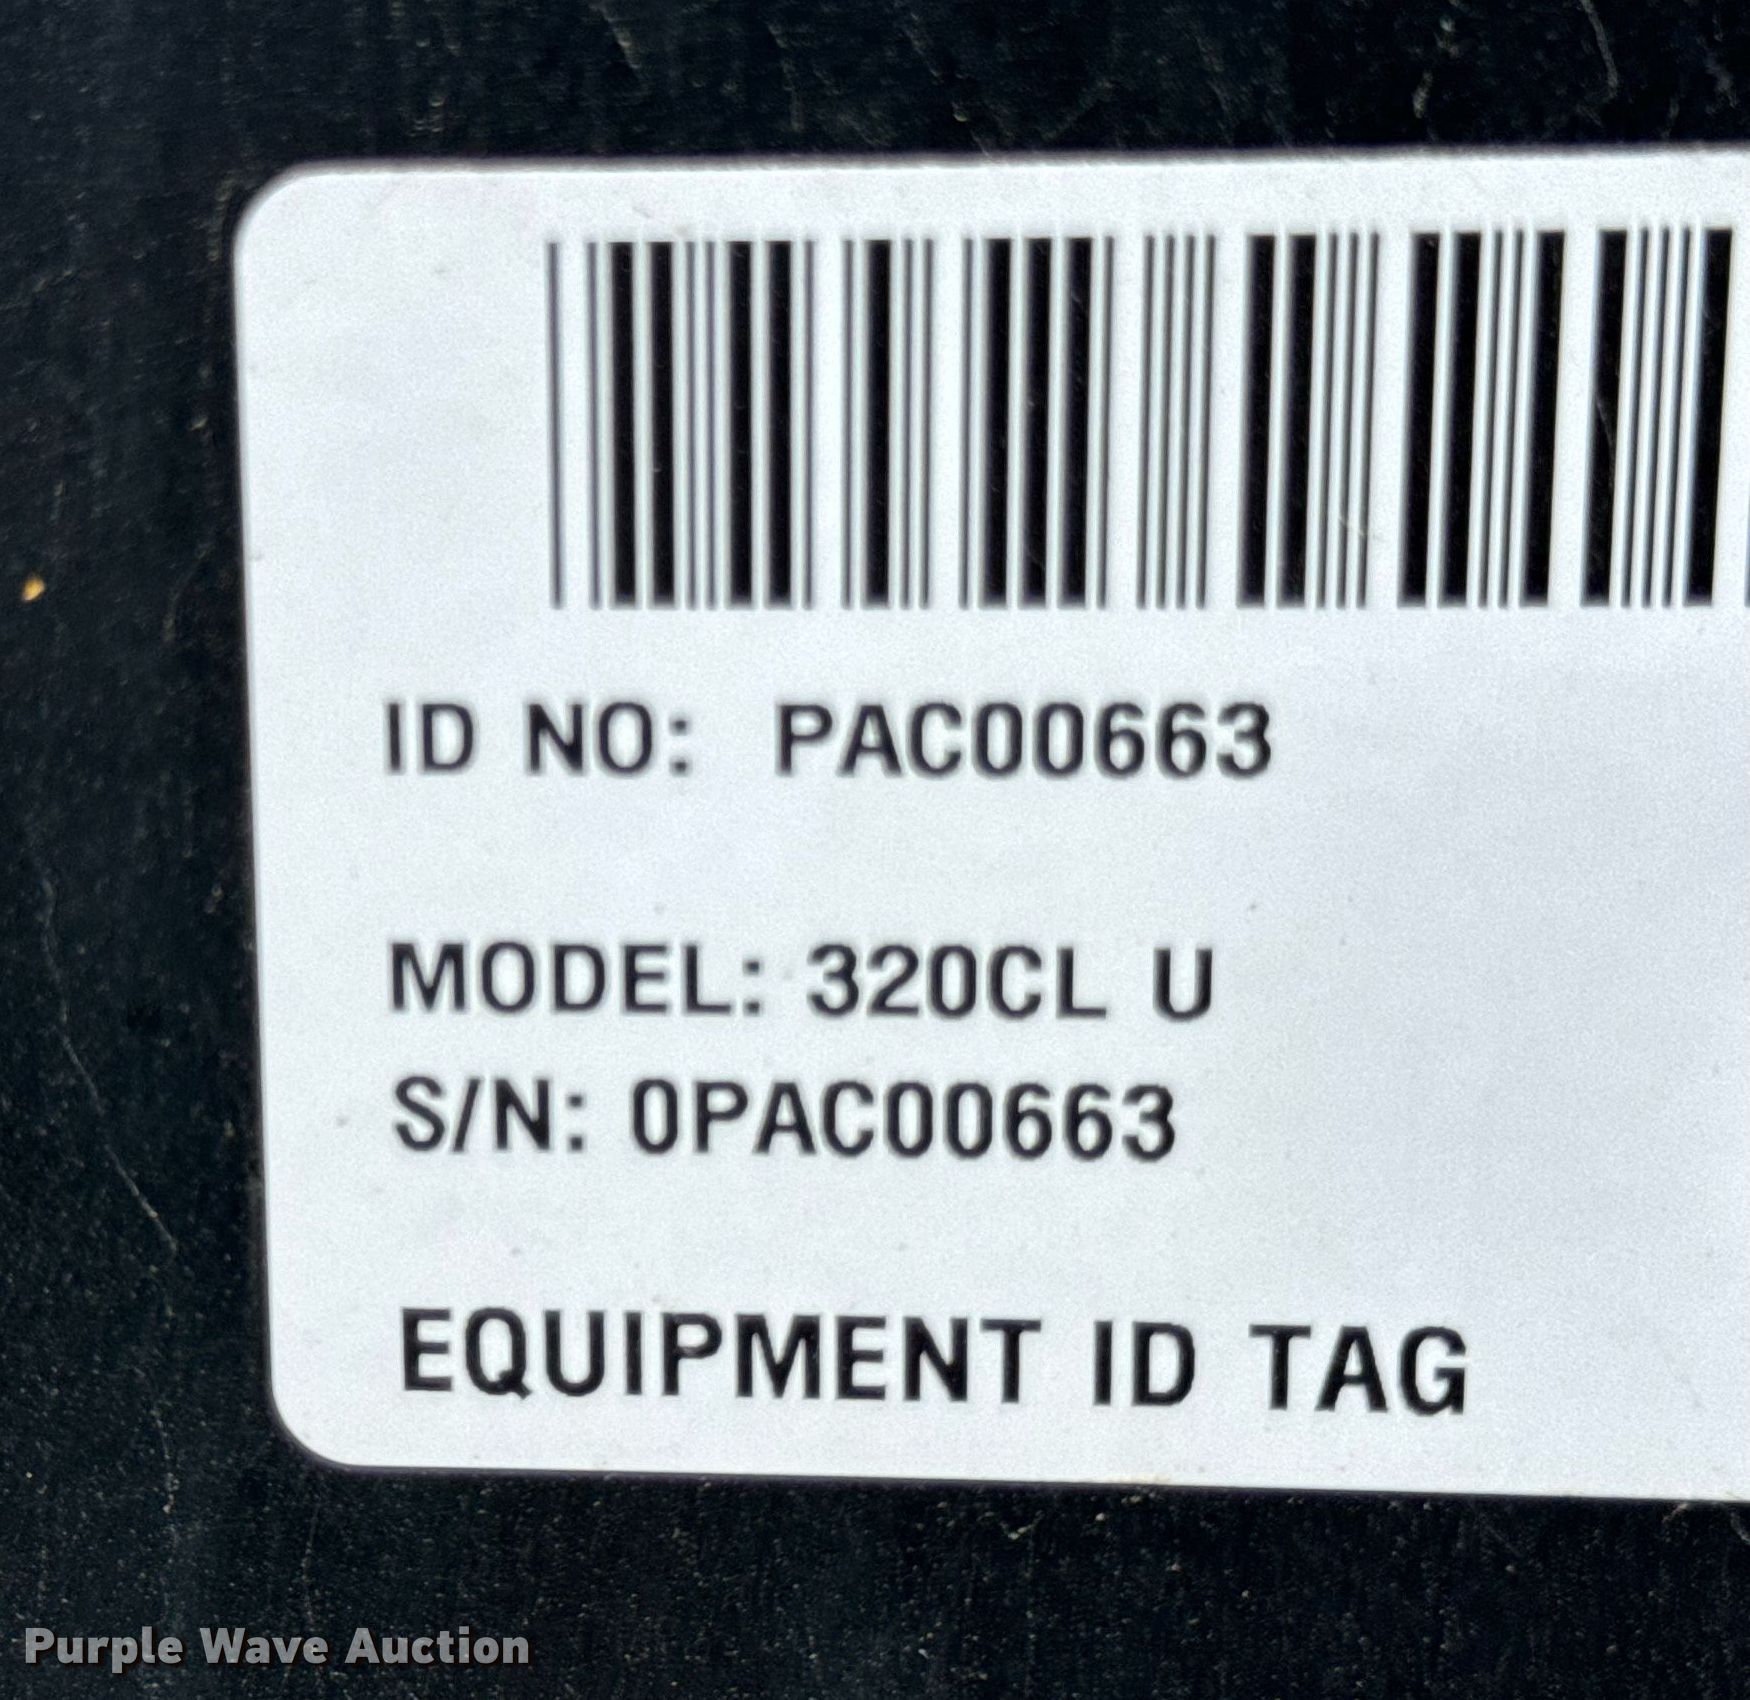 ID NO: PAC00663
MODEL: 320CL U
S/N: 0PAC00663
EQUIPMENT ID TAG
Purple Wave Auction